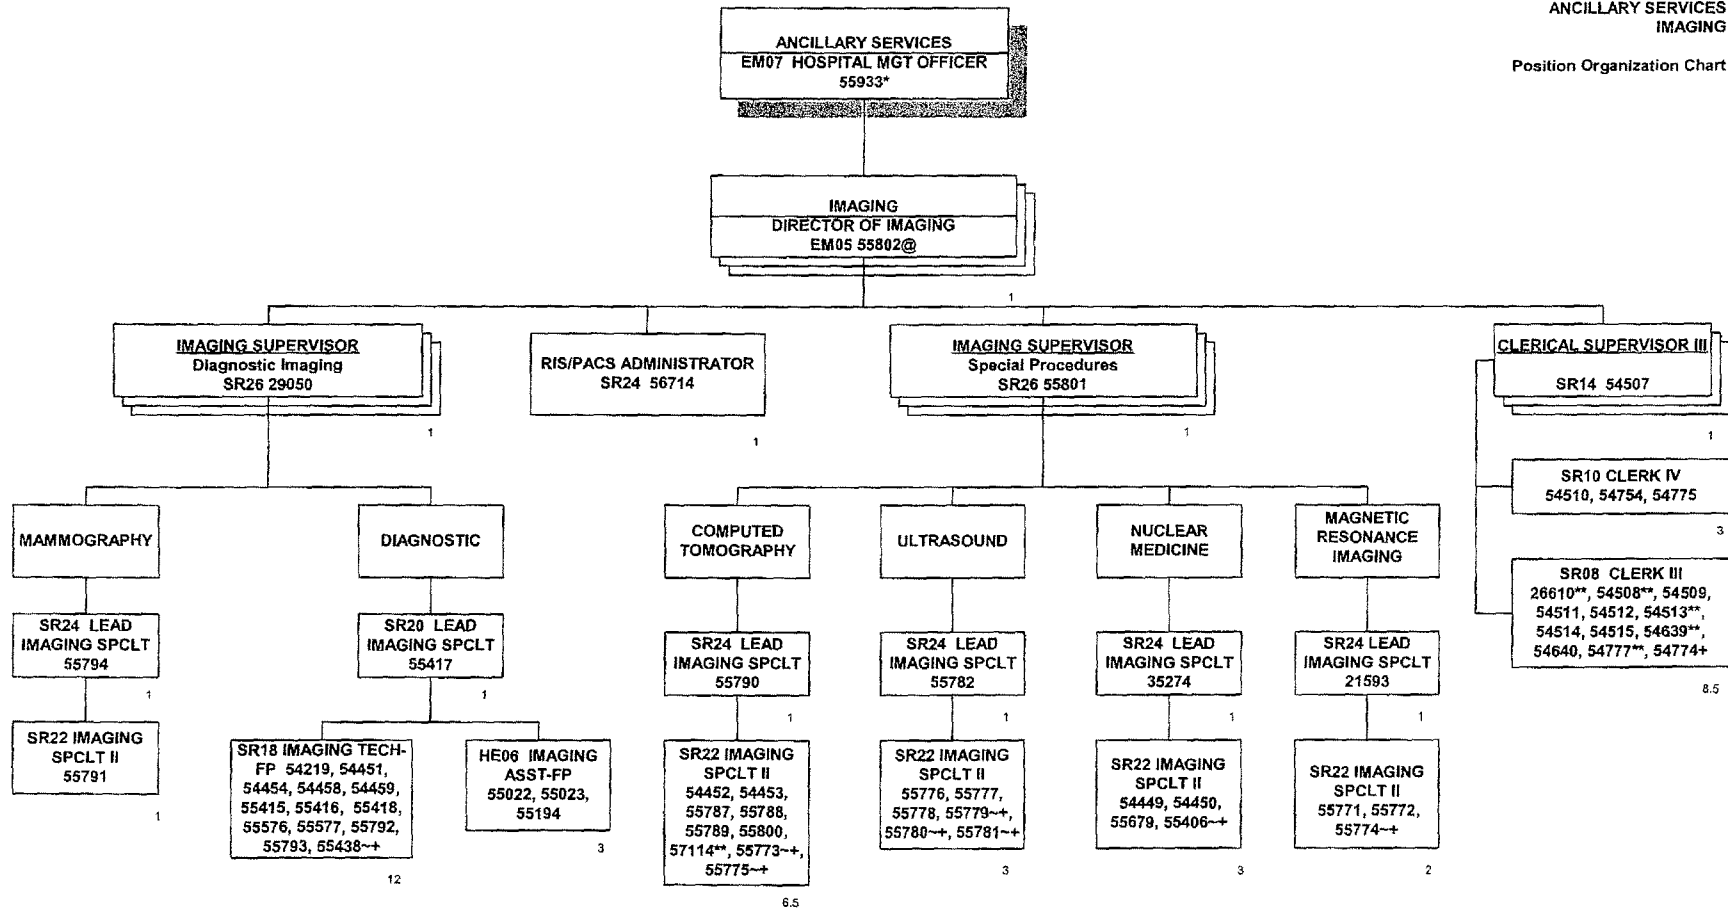 ANCILLARY SERVICES
IMAGING
Position Organization Chart
ANCILLARY SERVICES
EM07 HOSPITAL MGT OFFICER
55933*
IMAGING
DIRECTOR OF IMAGING
EM05 55802@
1
IMAGING SUPERVISOR
Diagnostic Imaging
SR26 29050
1
RIS/PACS ADMINISTRATOR
SR24 56714
1
IMAGING SUPERVISOR
Special Procedures
SR26 55801
1
CLERICAL SUPERVISOR III
SR14 54507
1
SR10 CLERK IV
54510, 54754, 54775
3
SR08 CLERK III
26610**, 54508**, 54509,
54511, 54512, 54513**,
54514, 54515, 54639**,
54640, 54777**, 54774+
8.5
MAMMOGRAPHY
SR24 LEAD
IMAGING SPCLT
55794
1
SR22 IMAGING
SPCLT II
55791
1
DIAGNOSTIC
SR20 LEAD
IMAGING SPCLT
55417
1
SR18 IMAGING TECH-
FP 54219, 54451,
54454, 54458, 54459,
55415, 55416, 55418,
55576, 55577, 55792,
55793, 55438~+
12
HE06 IMAGING
ASST-FP
55022, 55023,
55194
3
COMPUTED
TOMOGRAPHY
SR24 LEAD
IMAGING SPCLT
55790
1
SR22 IMAGING
SPCLT II
54452, 54453,
55787, 55788,
55789, 55800,
57114**, 55773~+,
55775~+
6.5
ULTRASOUND
SR24 LEAD
IMAGING SPCLT
55782
1
SR22 IMAGING
SPCLT II
55776, 55777,
55778, 55779~+,
55780~+, 55781~+
3
NUCLEAR
MEDICINE
SR24 LEAD
IMAGING SPCLT
35274
1
SR22 IMAGING
SPCLT II
54449, 54450,
55679, 55406~+
3
MAGNETIC
RESONANCE
IMAGING
SR24 LEAD
IMAGING SPCLT
21593
1
SR22 IMAGING
SPCLT II
55771, 55772,
55774~+
2